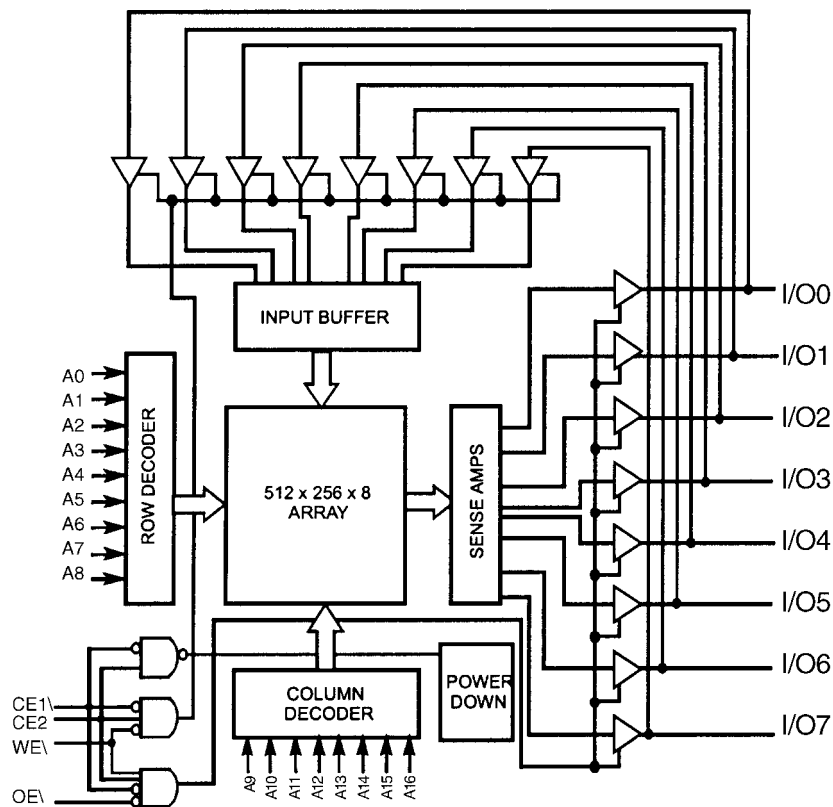 INPUT BUFFER
I/O0
I/O1
I/O2
I/O3
I/O4
I/O5
I/O6
I/O7
A0
A1
A2
A3
A4
A5
A6
A7
A8
ROW DECODER
512 x 256 x 8
ARRAY
SENSE AMPS
COLUMN
DECODER
POWER
DOWN
CE1\
CE2
WE\
OE\
A9
A10
A11
A12
A13
A14
A15
A16